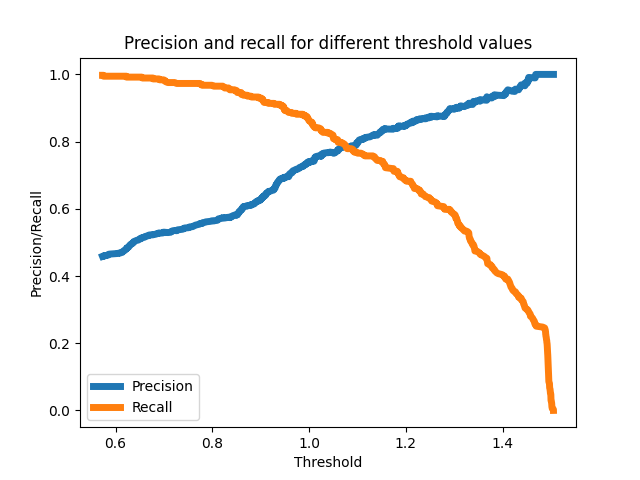 Precision and recall for different threshold values
1.0
0.8
0.6
0.4
0.2
0.0
Precision/Recall
Precision
Recall
0.6 0.8 1.0 1.2 1.4
Threshold